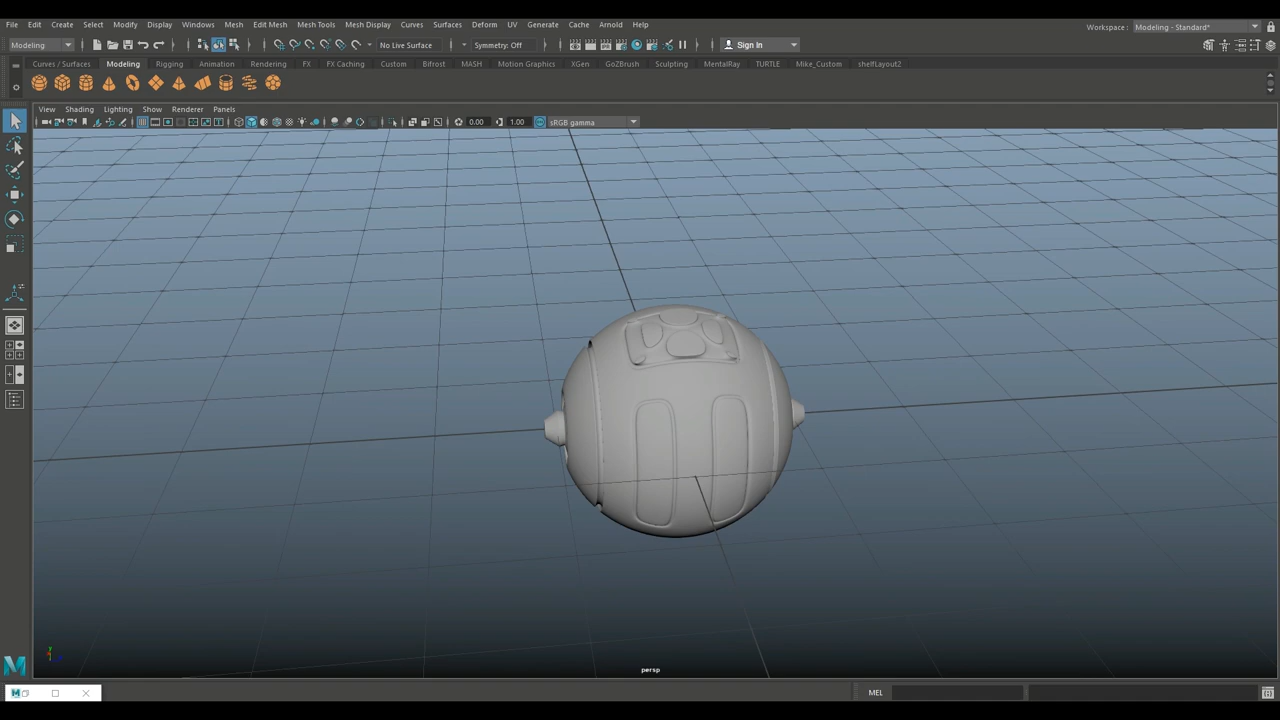 File Edit Create Select Modify Display Windows Mesh Edit Mesh Mesh Tools Mesh Display Curves Surfaces Deform UV Generate Cache Arnold Help
Workspace : Modeling - Standard*
Modeling No Live Surface Symmetry: Off Sign In
Curves / Surfaces Modeling Rigging Animation Rendering FX FX Caching Custom Bifrost MASH Motion Graphics XGen GoZBrush Sculpting MentalRay TURTLE Mike_Custom shelfLayout2
View Shading Lighting Show Renderer Panels
0.00 1.00 sRGB gamma
persp
MEL